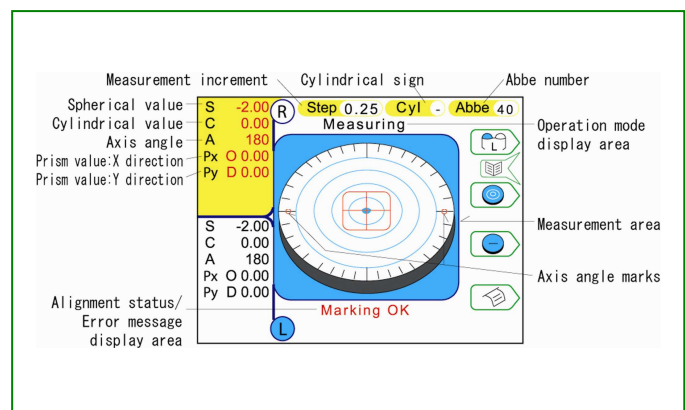 Measurement increment
Cylindrical sign
Abbe number
Spherical value
Cylindrical value
Axis angle
Prism value:X direction
Prism value:Y direction
S -2.00
C 0.00
A 180
Px O 0.00
Py D 0.00
R
Step 0.25 Cyl - Abbe 40
Measuring
Operation mode
display area
L
Measurement area
Axis angle marks
S -2.00
C 0.00
A 180
Px O 0.00
Py D 0.00
Alignment status/
Error message
display area
L
Marking OK